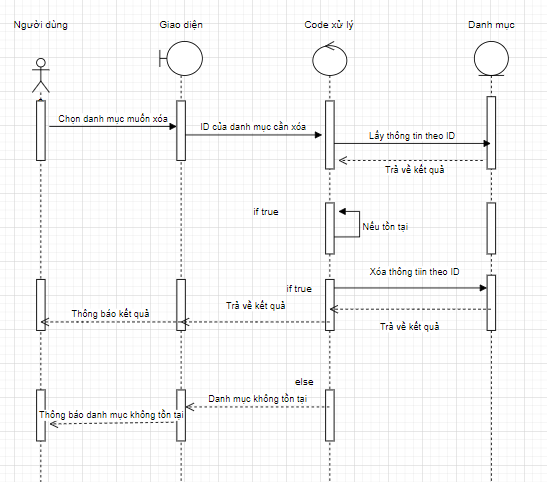 Người dùng
Giao diện
Code xử lý
Danh mục
Chọn danh mục muốn xóa
ID của danh mục cần xóa
Lấy thông tin theo ID
Trả về kết quả
if true
Nếu tồn tại
Xóa thông tiin theo ID
if true
Trả về kết quả
Thông báo kết quả
Trả về kết quả
else
Danh mục không tồn tại
Thông báo danh mục không tồn tại